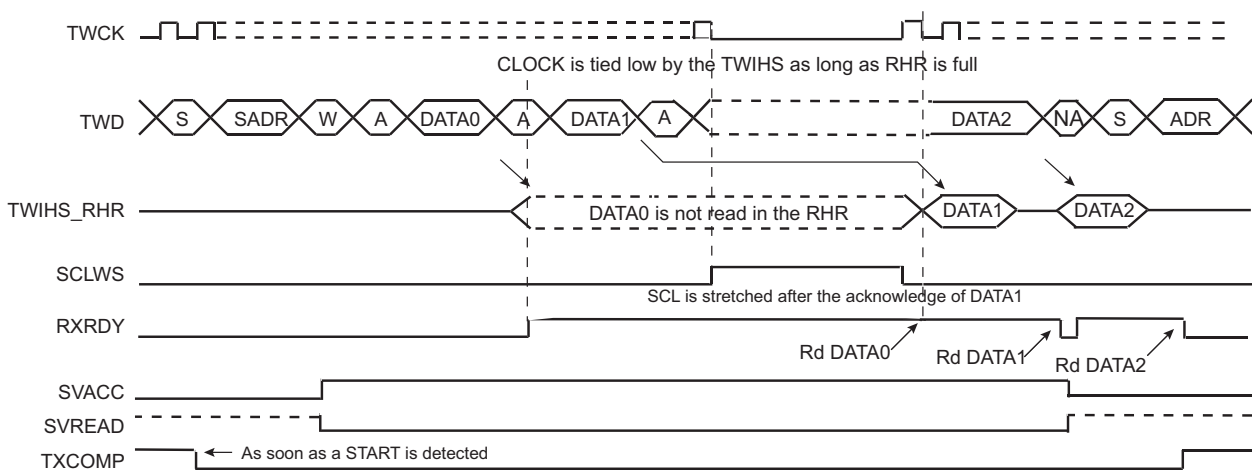 TWCK
CLOCK is tied low by the TWIHS as long as RHR is full
TWD S SADR W A DATA0 A DATA1 A DATA2 NA S ADR
TWIHS_RHR DATA0 is not read in the RHR DATA1 DATA2
SCLWS
SCL is stretched after the acknowledge of DATA1
RXRDY
Rd DATA0 Rd DATA1 Rd DATA2
SVACC
SVREAD
TXCOMP As soon as a START is detected